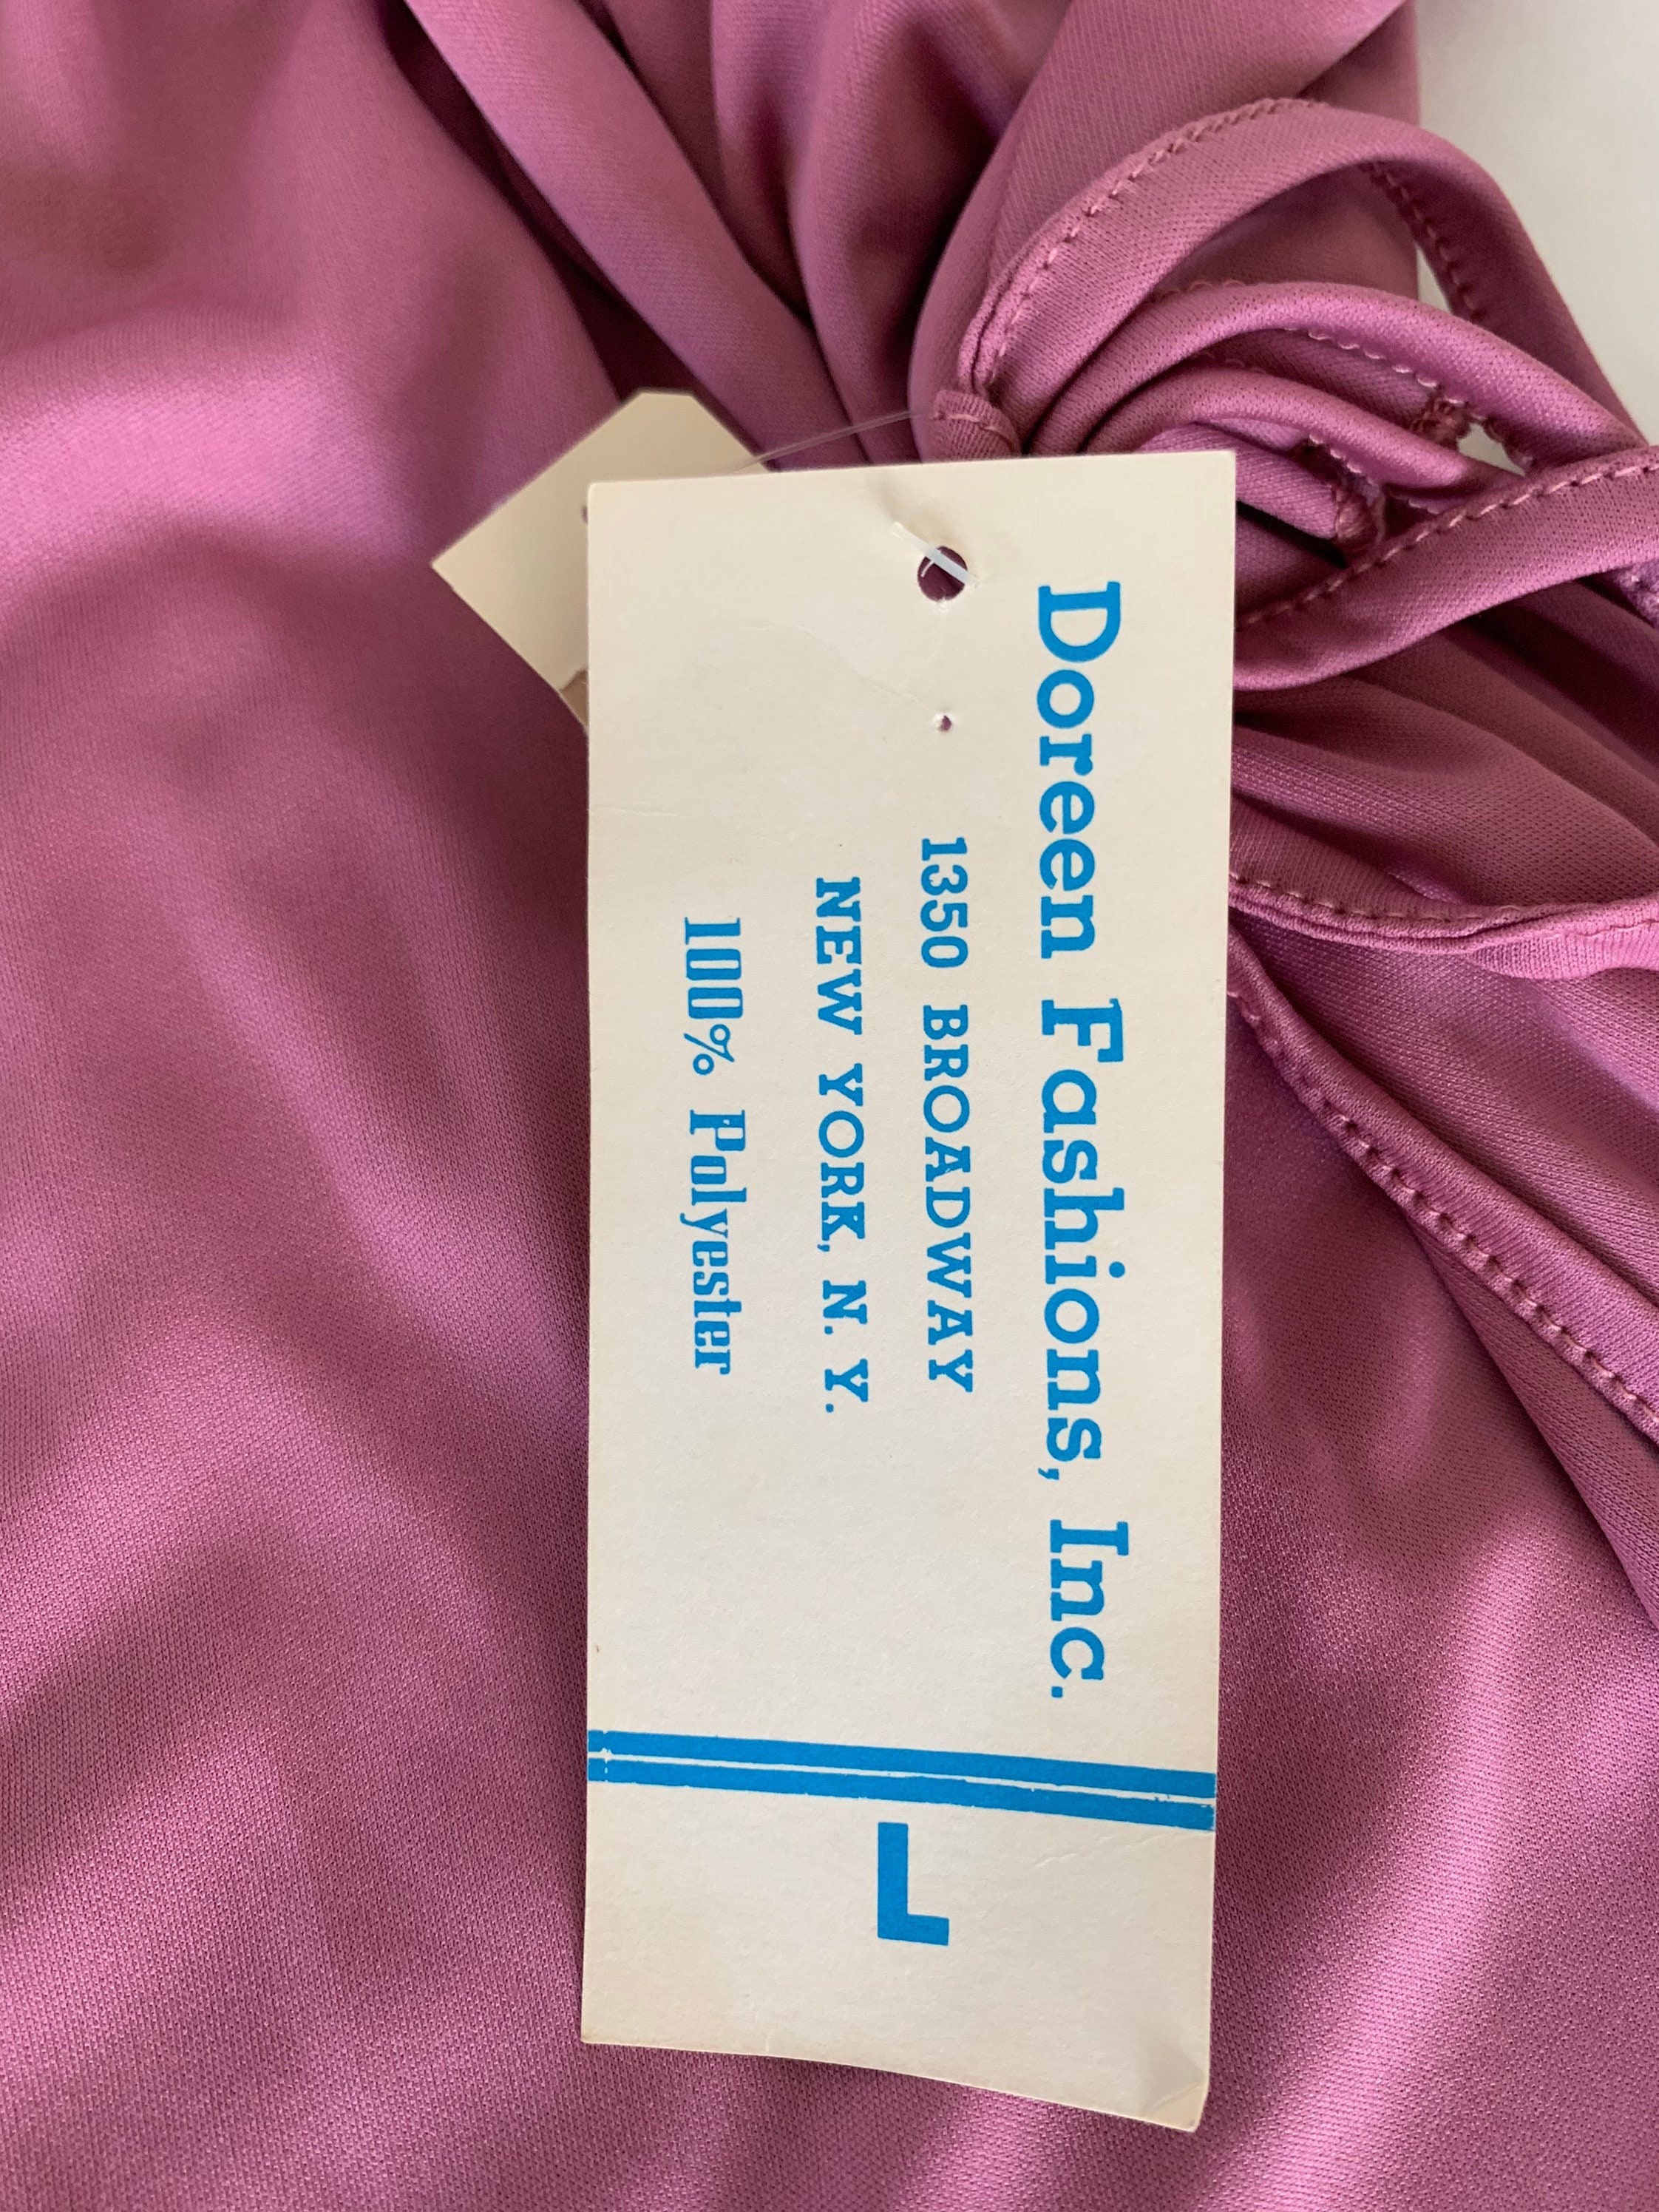 Doreen Fashions, Inc.
1350 BROADWAY
NEW YORK, N. Y.
100% Polyester
L